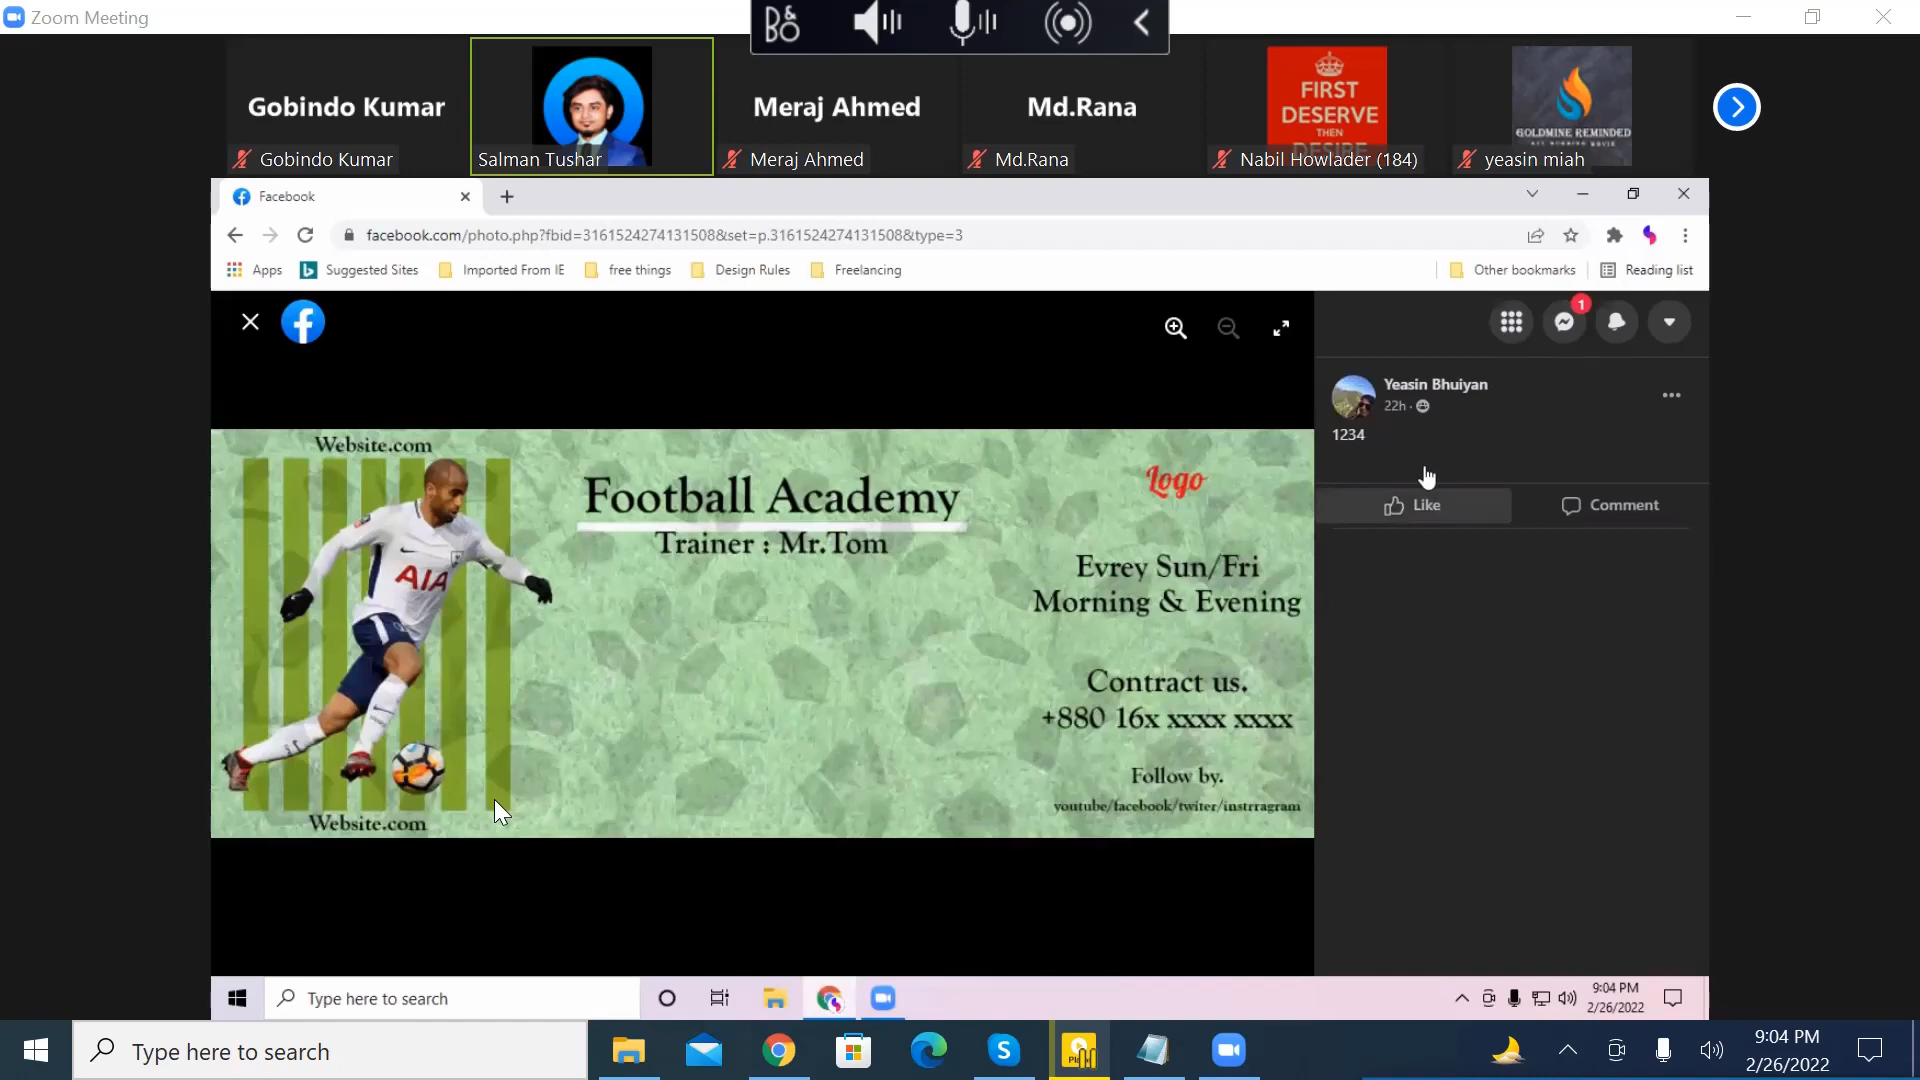 Zoom Meeting
B&O
Gobindo Kumar
Meraj Ahmed
Md.Rana
FIRST
DESERVE
THEN
DESIRE
GOLDMINE REMINDED
Gobindo Kumar
Salman Tushar
Meraj Ahmed
Md.Rana
Nabil Howlader (184)
yeasin miah
Facebook
facebook.com/photo.php?fbid=316152427413150&set=p.316152427413150&type=3
Apps
Suggested Sites
Imported From IE
free things
Design Rules
Freelancing
Other bookmarks
Reading list
1
Yeasin Bhuiyan
22h ·
1234
Like
Comment
Website.com
Football Academy
Trainer : Mr.Tom
AIA
Website.com
Logo
Evrey Sun/Fri
Morning & Evening
Contract us.
+880 16x xxxx xxxx
Follow by.
youtube/facebook/twiter/instrragram
Type here to search
9:04 PM
2/26/2022
Type here to search
9:04 PM
2/26/2022